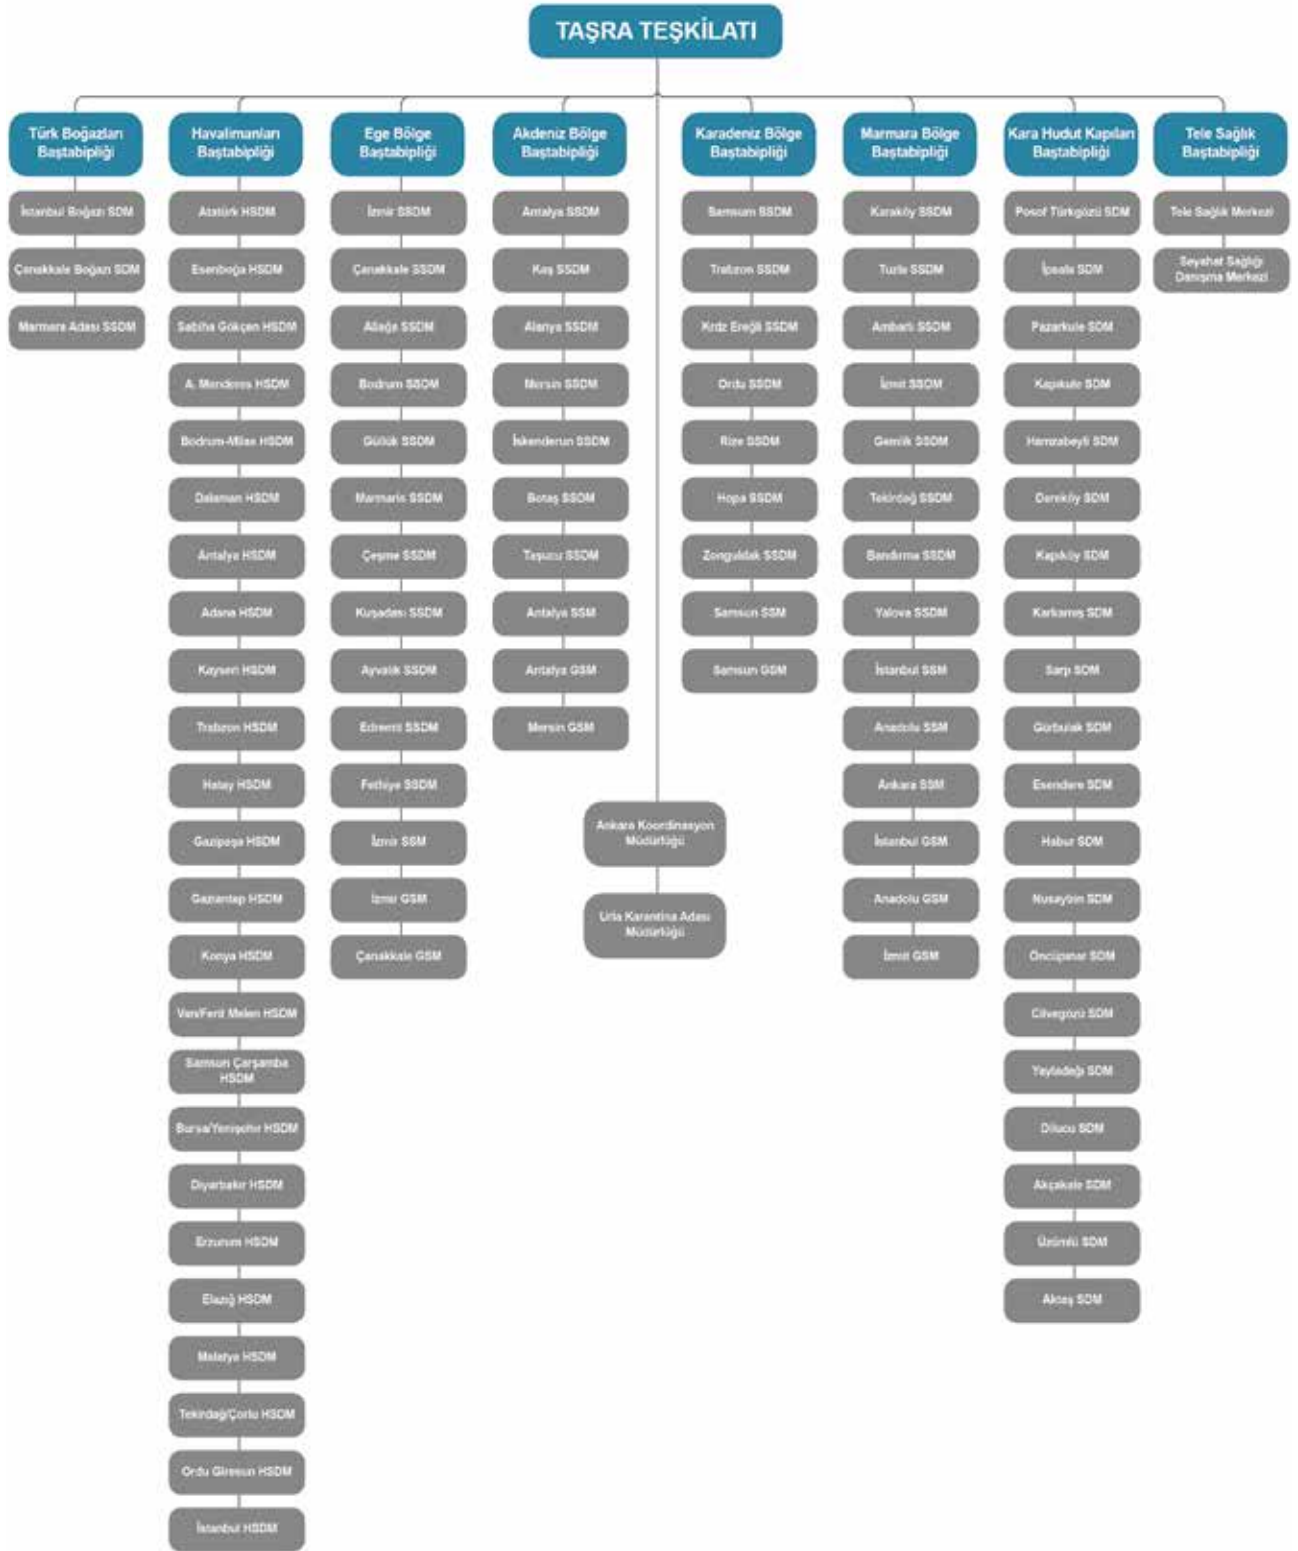 TAŞRA TEŞKİLATI
Türk Boğazları
Baştabipliği
İstanbul Boğazı SDM
Çanakkale Boğazı SDM
Marmara Adası SSDM
Havalimanları
Baştabipliği
Atatürk HSDM
Esenboğa HSDM
Sabiha Gökçen HSDM
A. Menderes HSDM
Bodrum-Milas HSDM
Dalaman HSDM
Antalya HSDM
Adana HSDM
Kayseri HSDM
Trabzon HSDM
Hatay HSDM
Gazipaşa HSDM
Gaziantep HSDM
Konya HSDM
Van/Ferit Melen HSDM
Samsun Çarşamba
HSDM
Bursa/Yenişehir HSDM
Diyarbakır HSDM
Erzurum HSDM
Elazığ HSDM
Malatya HSDM
Tekirdağ/Çorlu HSDM
Ordu Giresun HSDM
İstanbul HSDM
Ege Bölge
Baştabipliği
İzmir SSDM
Çanakkale SSDM
Aliağa SSDM
Bodrum SSDM
Güllük SSDM
Marmaris SSDM
Çeşme SSDM
Kuşadası SSDM
Ayvalık SSDM
Edremit SSDM
Fethiye SSDM
İzmir SSM
İzmir GSM
Çanakkale GSM
Akdeniz Bölge
Baştabipliği
Antalya SSDM
Kaş SSDM
Alanya SSDM
Mersin SSDM
İskenderun SSDM
Botaş SSDM
Taşucu SSDM
Antalya SSM
Antalya GSM
Mersin GSM
Ankara Koordinasyon
Müdürlüğü
Urla Karantina Adası
Müdürlüğü
Karadeniz Bölge
Baştabipliği
Samsun SSDM
Trabzon SSDM
Krdz Ereğli SSDM
Ordu SSDM
Rize SSDM
Hopa SSDM
Zonguldak SSDM
Samsun SSM
Samsun GSM
Marmara Bölge
Baştabipliği
Karaköy SSDM
Tuzla SSDM
Ambarlı SSDM
İzmit SSDM
Gemlik SSDM
Tekirdağ SSDM
Bandırma SSDM
Yalova SSDM
İstanbul SSM
Anadolu SSM
Ankara SSM
İstanbul GSM
Anadolu GSM
İzmit GSM
Kara Hudut Kapıları
Baştabipliği
Posof Türkgözü SDM
İpsala SDM
Pazarkule SDM
Kapıkule SDM
Hamzabeyli SDM
Dereköy SDM
Kapıköy SDM
Karkamış SDM
Sarp SDM
Gürbulak SDM
Esendere SDM
Habur SDM
Nusaybin SDM
Öncüpınar SDM
Cilvegözü SDM
Yayladağı SDM
Dilucu SDM
Akçakale SDM
Üzümlü SDM
Aktaş SDM
Tele Sağlık
Baştabipliği
Tele Sağlık Merkezi
Seyahat Sağlığı
Danışma Merkezi